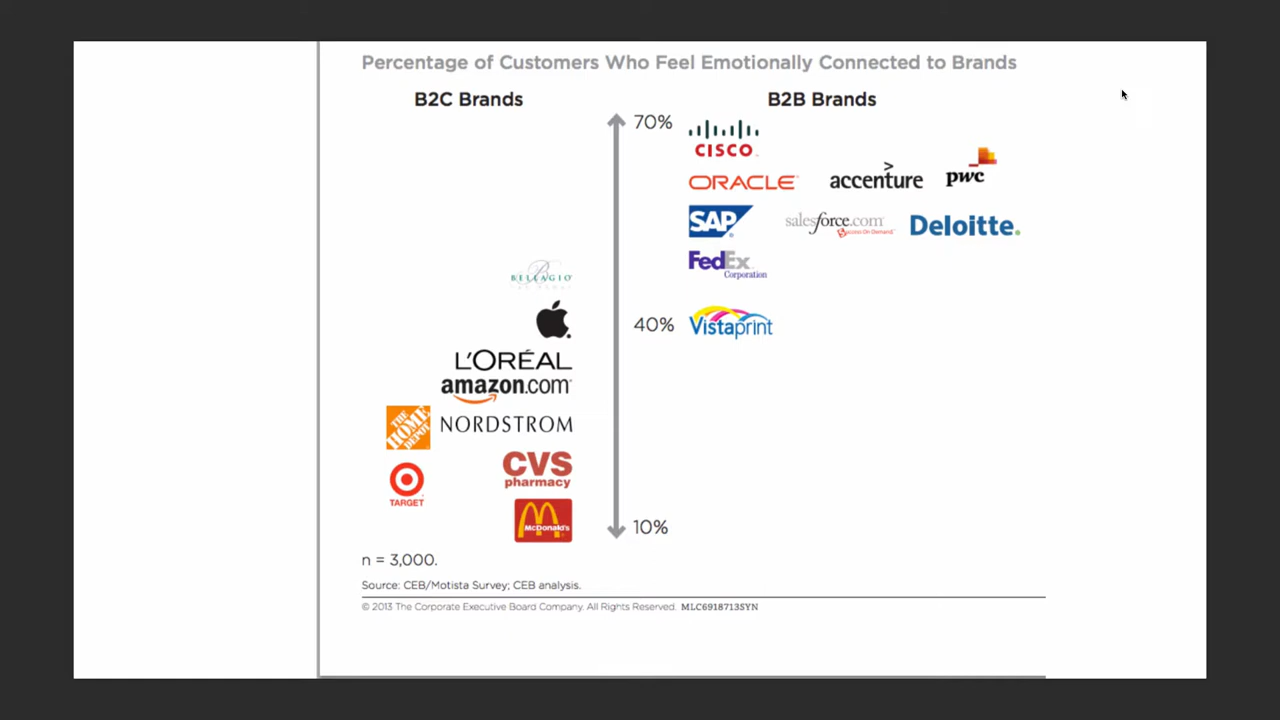 Percentage of Customers Who Feel Emotionally Connected to Brands
B2C Brands
B2B Brands
70%
CISCO
ORACLE
accenture
pwc
SAP
salesforce.com
Success On Demand.
Deloitte.
FedEx
Corporation
BELLAGIO
40%
Vistaprint
L'ORÉAL
amazon.com
THE HOME DEPOT
NORDSTROM
CVS
pharmacy
TARGET
McDonald's
10%
n = 3,000.
Source: CEB/Motista Survey; CEB analysis.
© 2013 The Corporate Executive Board Company. All Rights Reserved. MLC6918713SYN